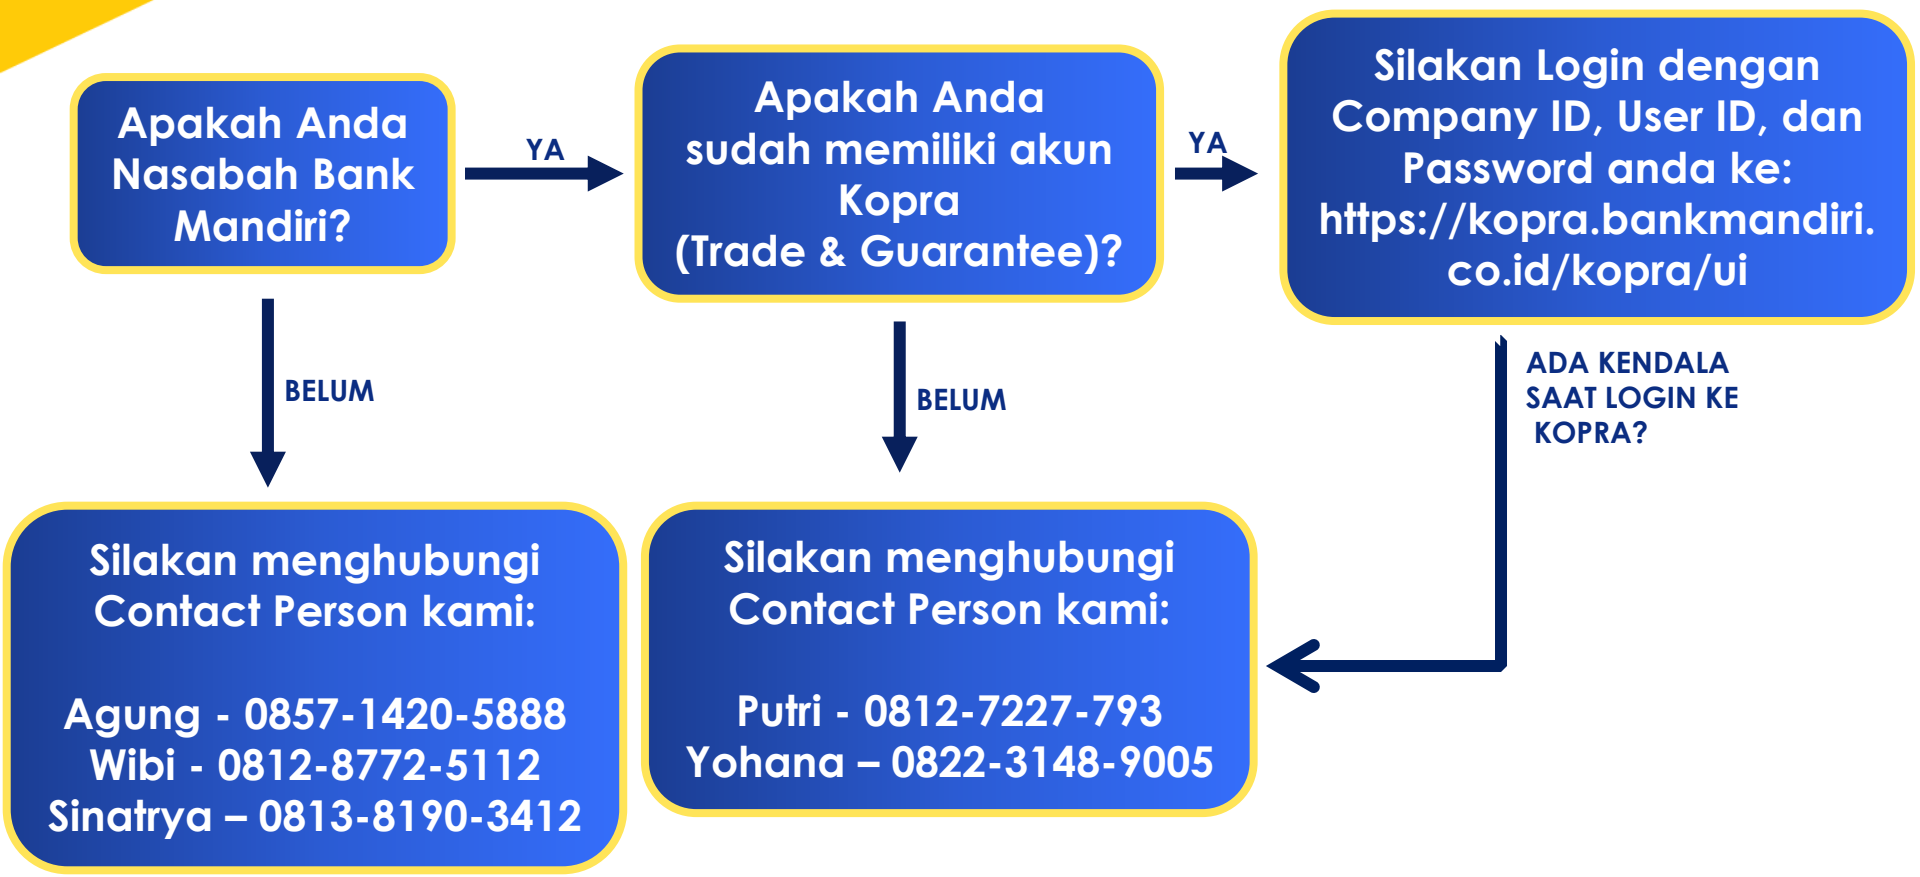 Apakah Anda
Nasabah Bank
Mandiri?
YA
Apakah Anda
sudah memiliki akun
Kopra
(Trade & Guarantee)?
YA
Silakan Login dengan
Company ID, User ID, dan
Password anda ke:
https://kopra.bankmandiri.
co.id/kopra/ui
BELUM
BELUM
ADA KENDALA
SAAT LOGIN KE
KOPRA?
Silakan menghubungi
Contact Person kami:
Agung - 0857-1420-5888
Wibi - 0812-8772-5112
Sinatrya – 0813-8190-3412
Silakan menghubungi
Contact Person kami:
Putri - 0812-7227-793
Yohana – 0822-3148-9005